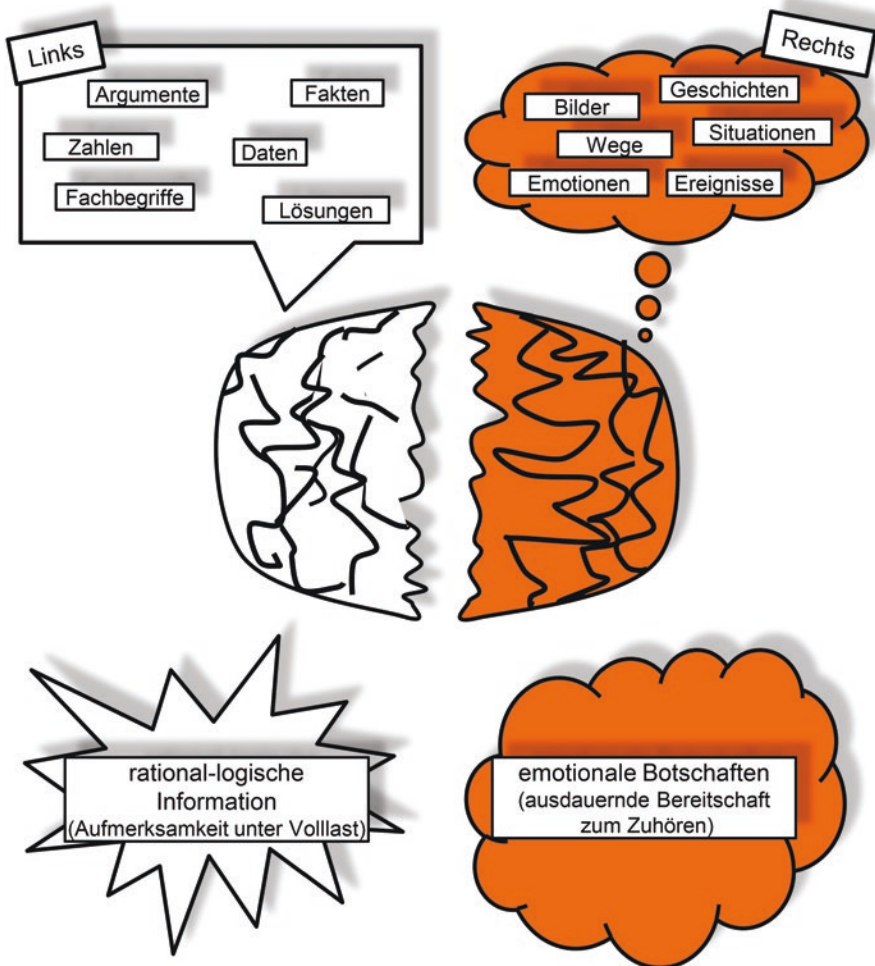 Links
Argumente
Fakten
Zahlen
Daten
Fachbegriffe
Lösungen
Rechts
Geschichten
Bilder
Situationen
Wege
Emotionen
Ereignisse
rational-logische
Information
(Aufmerksamkeit unter Volllast)
emotionale Botschaften
(ausdauernde Bereitschaft
zum Zuhören)